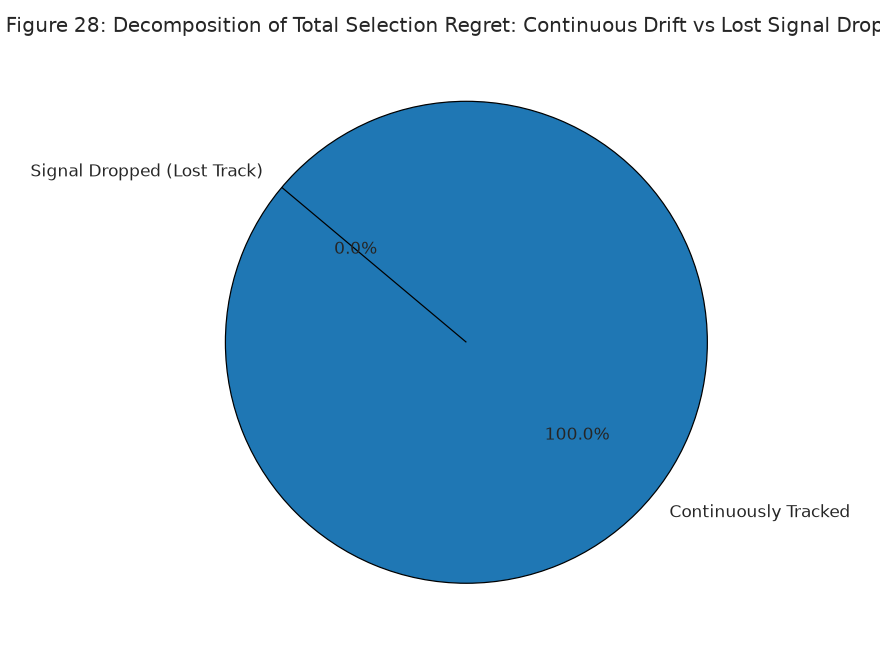 Figure 28: Decomposition of Total Selection Regret: Continuous Drift vs Lost Signal Drop
Signal Dropped (Lost Track)
0.0%
100.0%
Continuously Tracked